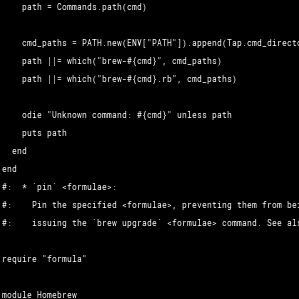 path = Commands.path(cmd)
cmd_paths = PATH.new(ENV["PATH"]).append(Tap.cmd_directo
path ||= which("brew-#{cmd}", cmd_paths)
path ||= which("brew-#{cmd}.rb", cmd_paths)
odie "Unknown command: #{cmd}" unless path
puts path
end
end
#:  * `pin` <formulae>:
#:    Pin the specified <formulae>, preventing them from bei
#:    issuing the `brew upgrade` <formulae> command. See als
require "formula"
module Homebrew